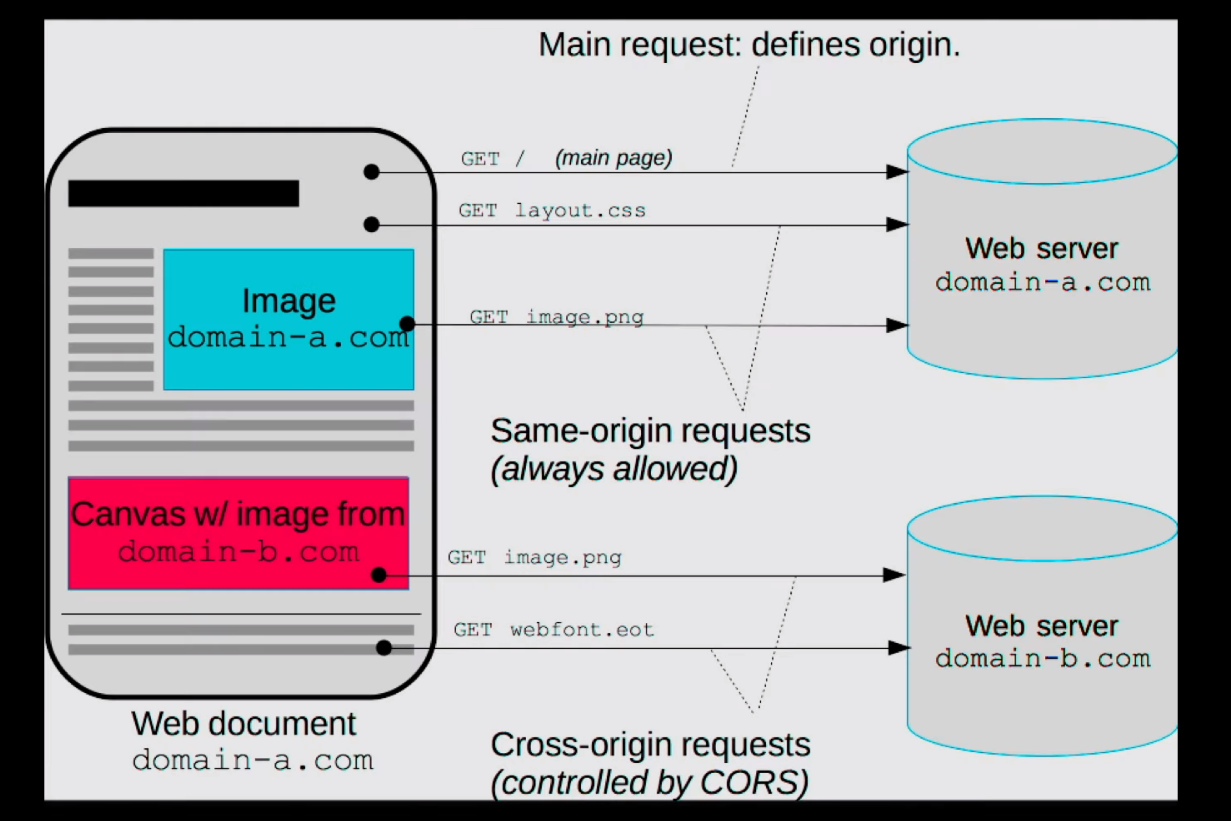 Main request: defines origin.
GET / (main page)
GET layout.css
Image
domain-a.com
GET image.png
Web server
domain-a.com
Same-origin requests
(always allowed)
Canvas w/ image from
domain-b.com
GET image.png
GET webfont.eot
Web server
domain-b.com
Web document
domain-a.com
Cross-origin requests
(controlled by CORS)